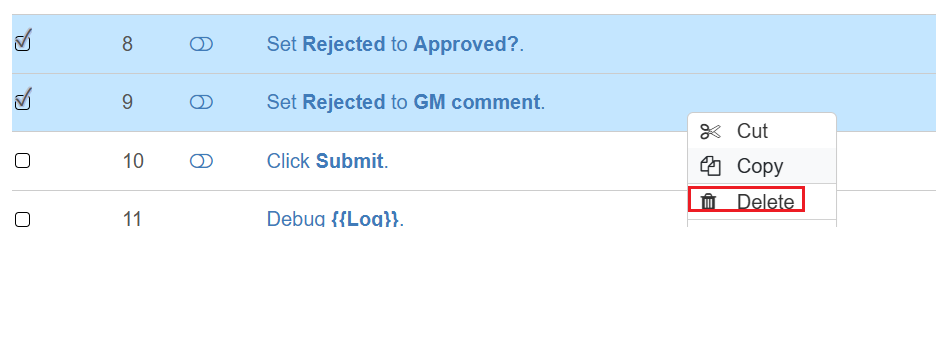 8 Set Rejected to Approved?.
9 Set Rejected to GM comment.
Cut
10 Click Submit.
Copy
Delete
11 Debug {{Log}}.